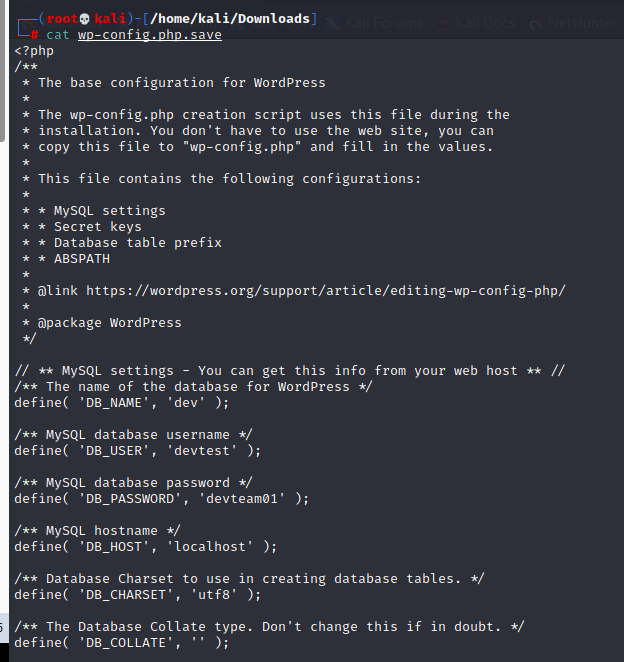 Kali Forums Kali Docs NetHunter
(root💀kali)-[/home/kali/Downloads]
# cat wp-config.php.save
<?php
/**
 * The base configuration for WordPress
 *
 * The wp-config.php creation script uses this file during the
 * installation. You don't have to use the web site, you can
 * copy this file to "wp-config.php" and fill in the values.
 *
 * This file contains the following configurations:
 *
 * * MySQL settings
 * * Secret keys
 * * Database table prefix
 * * ABSPATH
 *
 * @link https://wordpress.org/support/article/editing-wp-config-php/
 *
 * @package WordPress
 */
// ** MySQL settings - You can get this info from your web host ** //
/** The name of the database for WordPress */
define( 'DB_NAME', 'dev' );
/** MySQL database username */
define( 'DB_USER', 'devtest' );
/** MySQL database password */
define( 'DB_PASSWORD', 'devteam01' );
/** MySQL hostname */
define( 'DB_HOST', 'localhost' );
/** Database Charset to use in creating database tables. */
define( 'DB_CHARSET', 'utf8' );
/** The Database Collate type. Don't change this if in doubt. */
define( 'DB_COLLATE', '' );